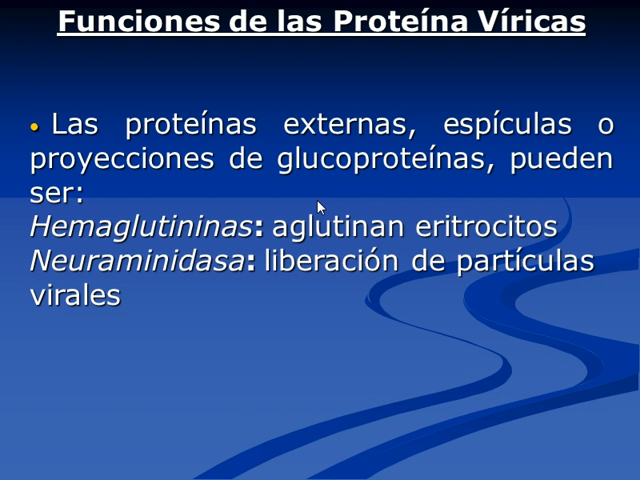 Funciones de las Proteína Víricas
• Las proteínas externas, espículas o
proyecciones de glucoproteínas, pueden
ser:
Hemaglutininas: aglutinan eritrocitos
Neuraminidasa: liberación de partículas
virales